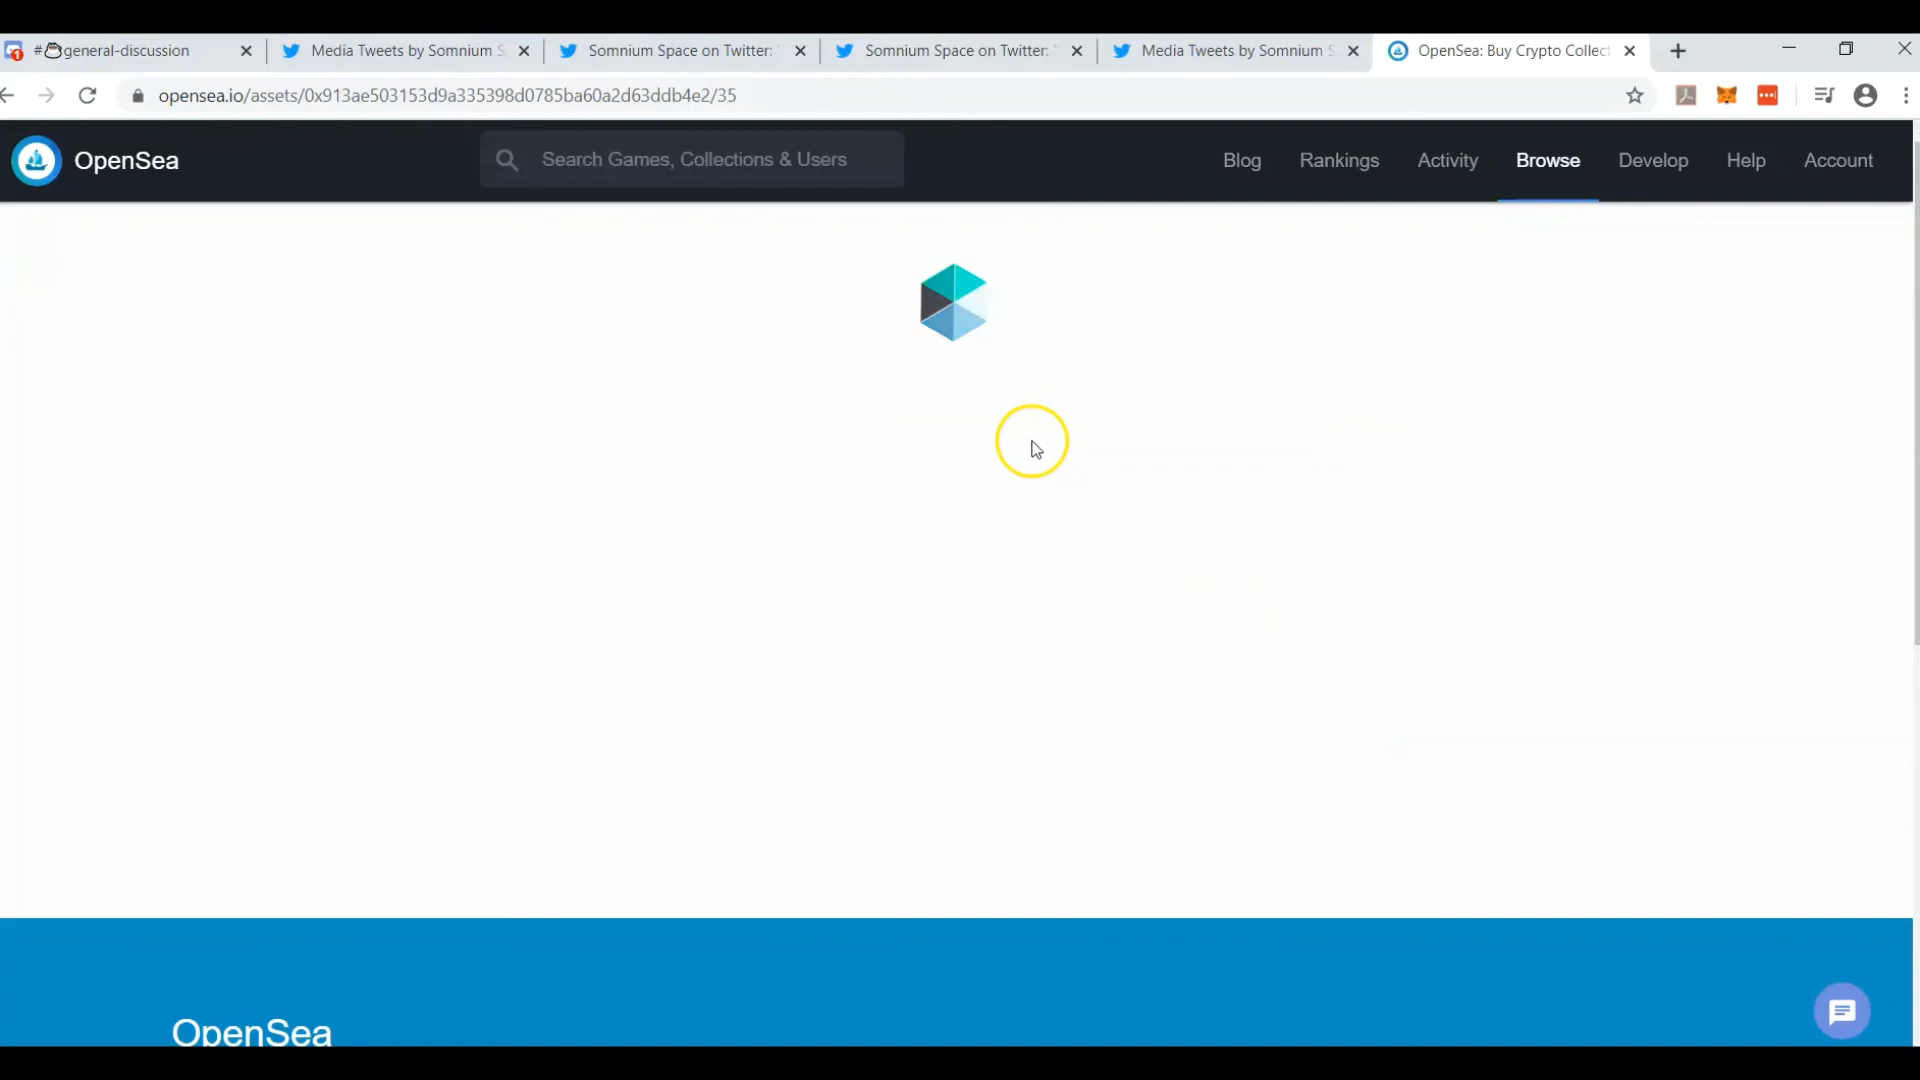 #general-discussion
Media Tweets by Somnium S
Somnium Space on Twitter: "
Somnium Space on Twitter: "
Media Tweets by Somnium S
OpenSea: Buy Crypto Collect
opensea.io/assets/0x913ae503153d9a335398d0785ba60a2d63ddb4e2/35
OpenSea
Search Games, Collections & Users
Blog
Rankings
Activity
Browse
Develop
Help
Account
OpenSea